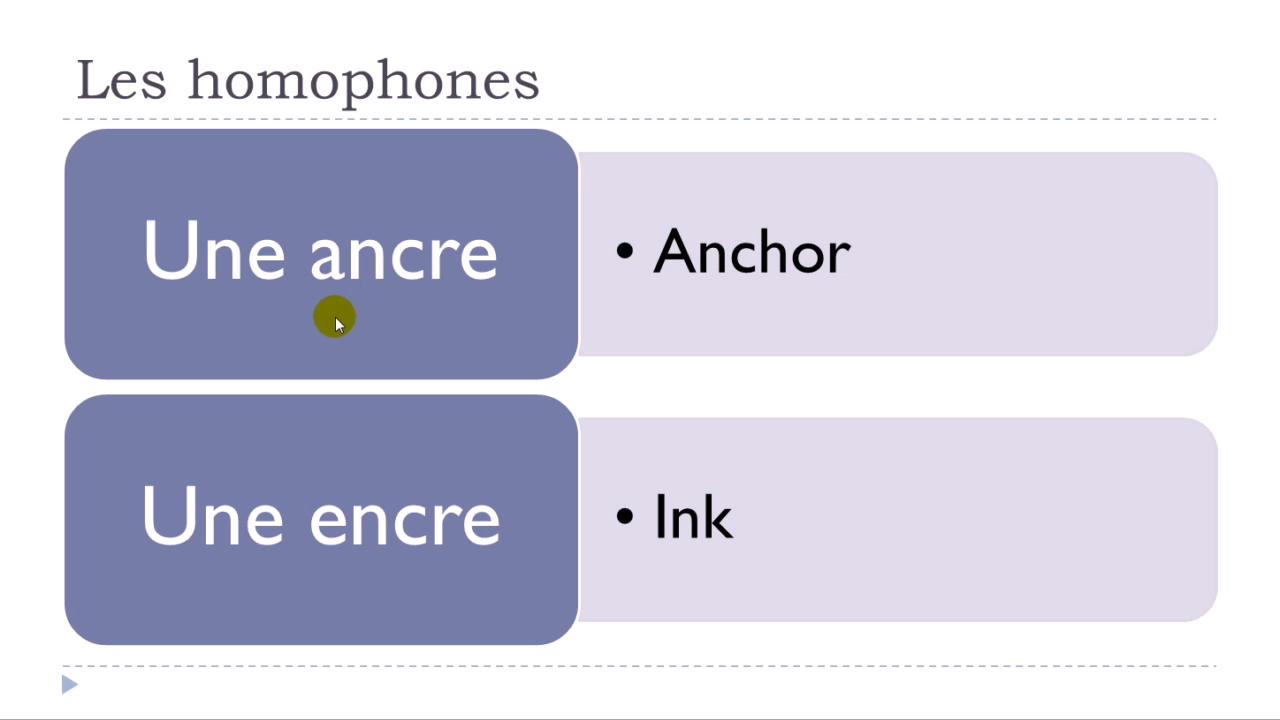 Les homophones
Une ancre
• Anchor
Une encre
• Ink